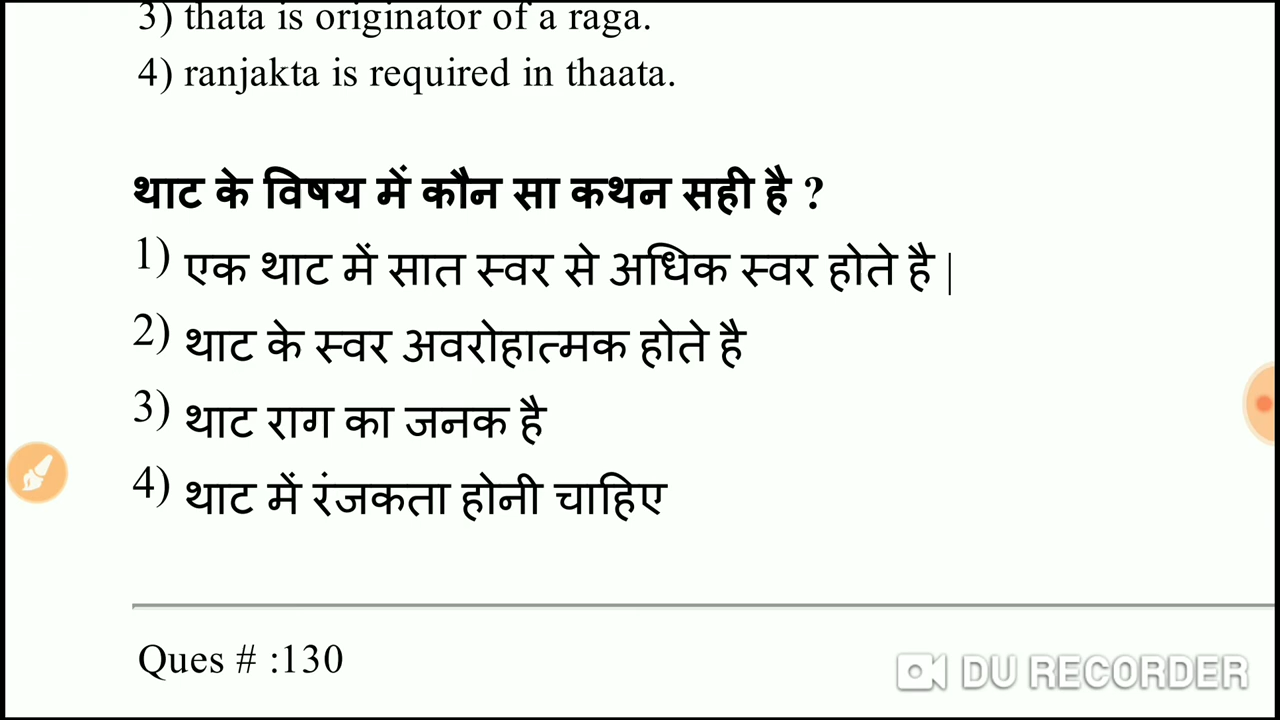 3) thata is originator of a raga.
4) ranjakta is required in thaata.
थाट के विषय में कौन सा कथन सही है ?
1) एक थाट में सात स्वर से अधिक स्वर होते है |
2) थाट के स्वर अवरोहात्मक होते है
3) थाट राग का जनक है
4) थाट में रंजकता होनी चाहिए
Ques # :130
DU RECORDER